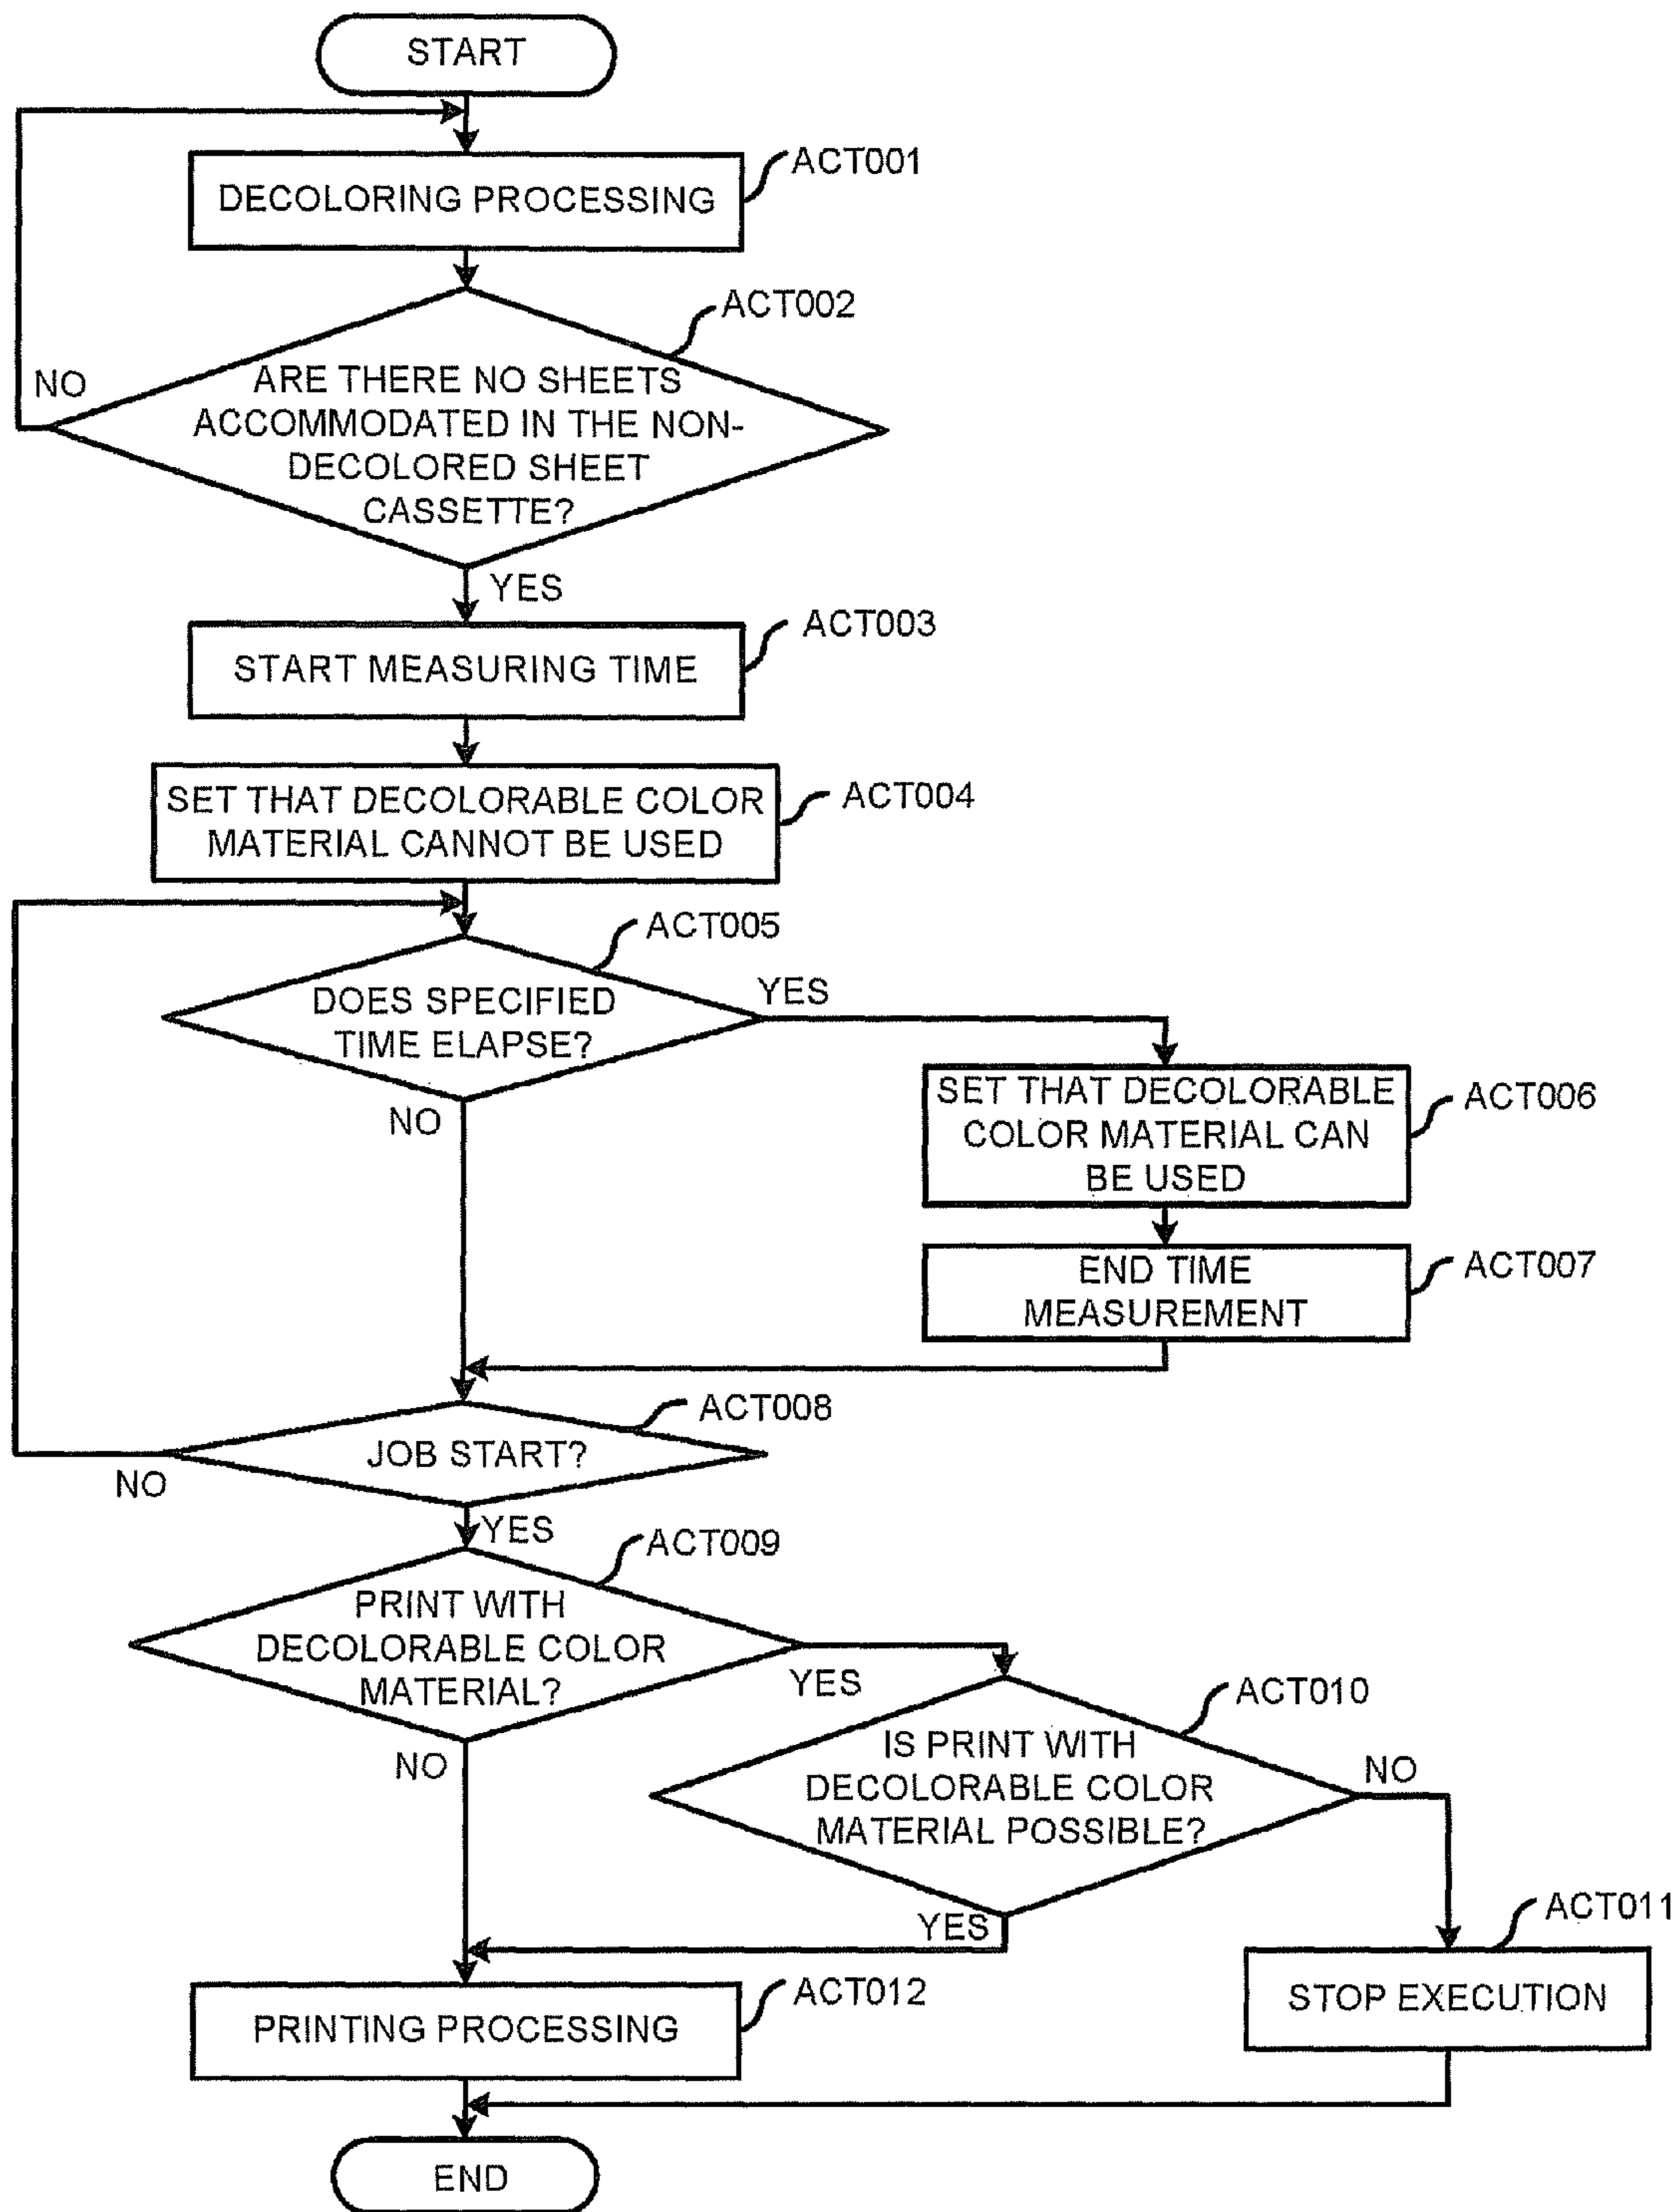 START
ACT001
DECOLORING PROCESSING
ACT002
NO
ARE THERE NO SHEETS
ACCOMMODATED IN THE NON-
DECOLORED SHEET
CASSETTE?
YES
ACT003
START MEASURING TIME
ACT004
SET THAT DECOLORABLE COLOR
MATERIAL CANNOT BE USED
ACT005
DOES SPECIFIED
TIME ELAPSE?
YES
NO
ACT006
SET THAT DECOLORABLE
COLOR MATERIAL CAN
BE USED
ACT007
END TIME
MEASUREMENT
ACT008
JOB START?
NO
YES
ACT009
PRINT WITH
DECOLORABLE COLOR
MATERIAL?
YES
NO
ACT010
IS PRINT WITH
DECOLORABLE COLOR
MATERIAL POSSIBLE?
NO
YES
ACT011
STOP EXECUTION
ACT012
PRINTING PROCESSING
END